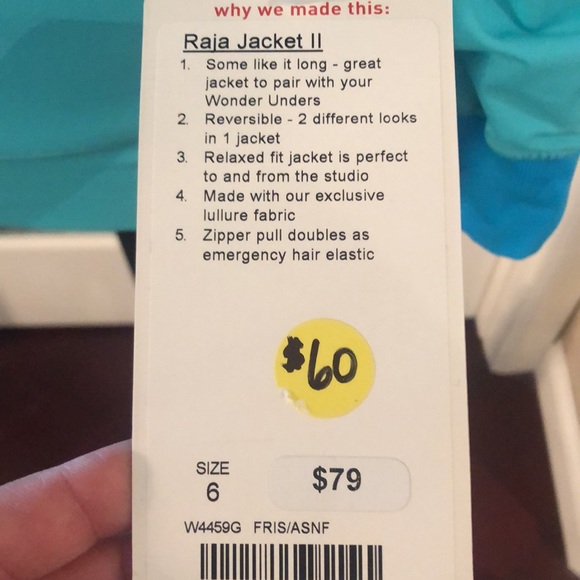 why we made this:
Raja Jacket II
1. Some like it long - great
jacket to pair with your
Wonder Unders
2. Reversible - 2 different looks
in 1 jacket
3. Relaxed fit jacket is perfect
to and from the studio
4. Made with our exclusive
lullure fabric
5. Zipper pull doubles as
emergency hair elastic
$60
SIZE
6
$79
W4459G FRIS/ASNF